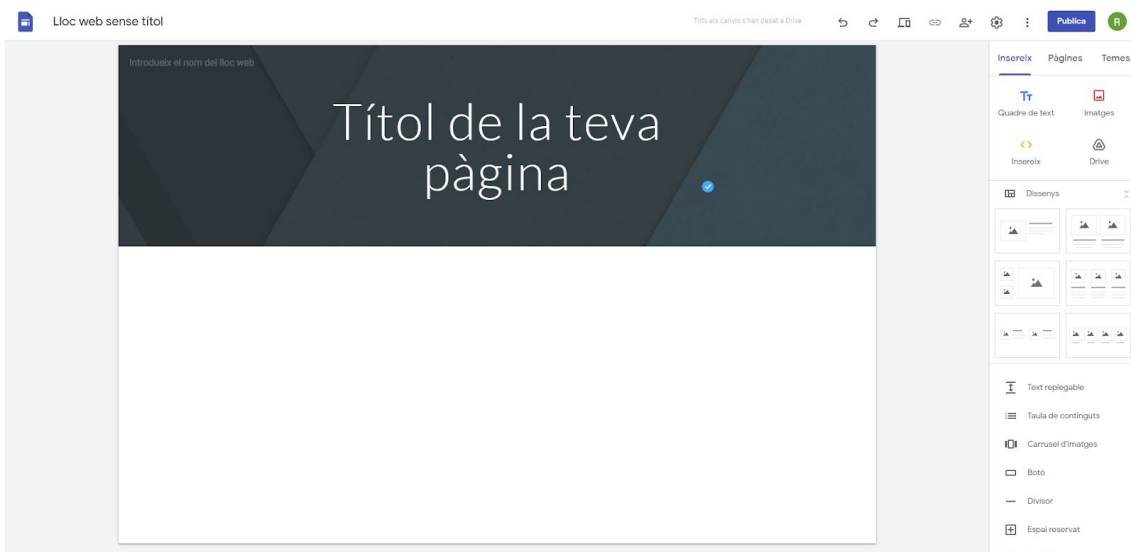 Lloc web sense títol
Tots els canvis s'han desat a Drive
Publica
R
Introdueix el nom del lloc web
Títol de la teva
pàgina
Insereix Pàgines Temes
Quadre de text Imatges
Insereix Drive
Dissenys
Text replegable
Taula de continguts
Carrusel d'imatges
Botó
Divisor
Espai reservat